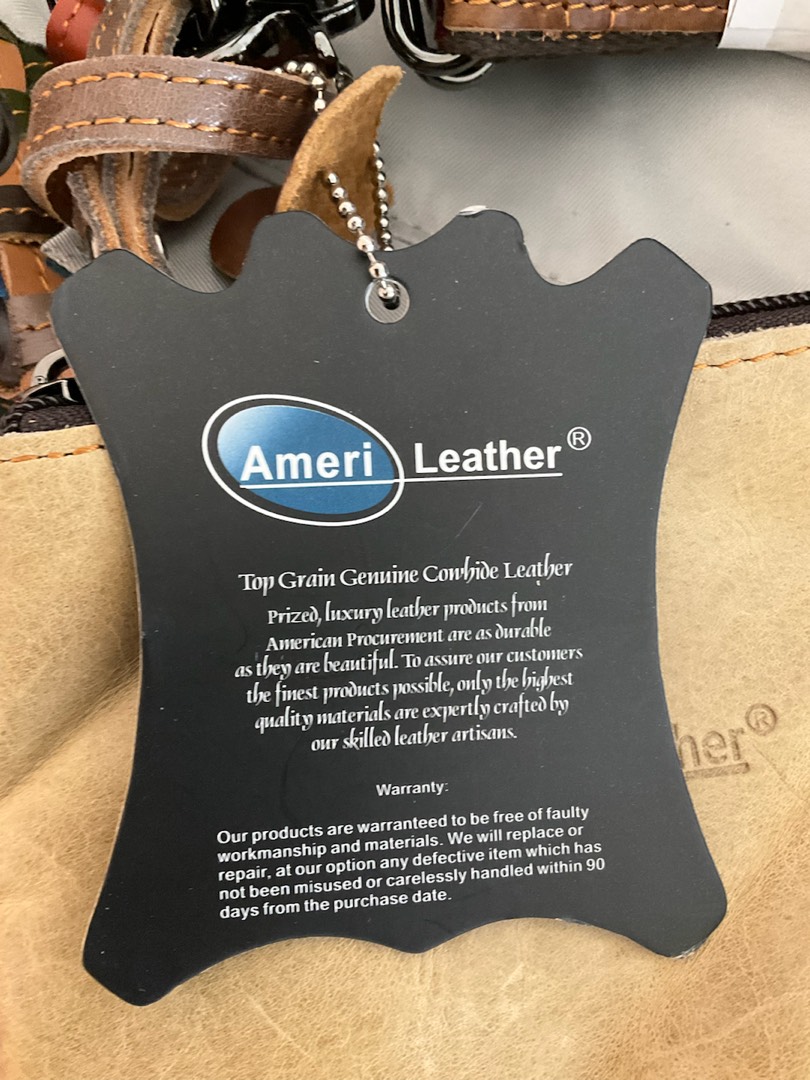 Ameri Leather®
Top Grain Genuine Cowhide Leather
Prized, luxury leather products from
American Procurement are as durable
as they are beautiful. To assure our customers
the finest products possible, only the highest
quality materials are expertly crafted by
our skilled leather artisans.
Warranty:
Our products are warranteed to be free of faulty
workmanship and materials. We will replace or
repair, at our option any defective item which has
not been misused or carelessly handled within 90
days from the purchase date.
her®